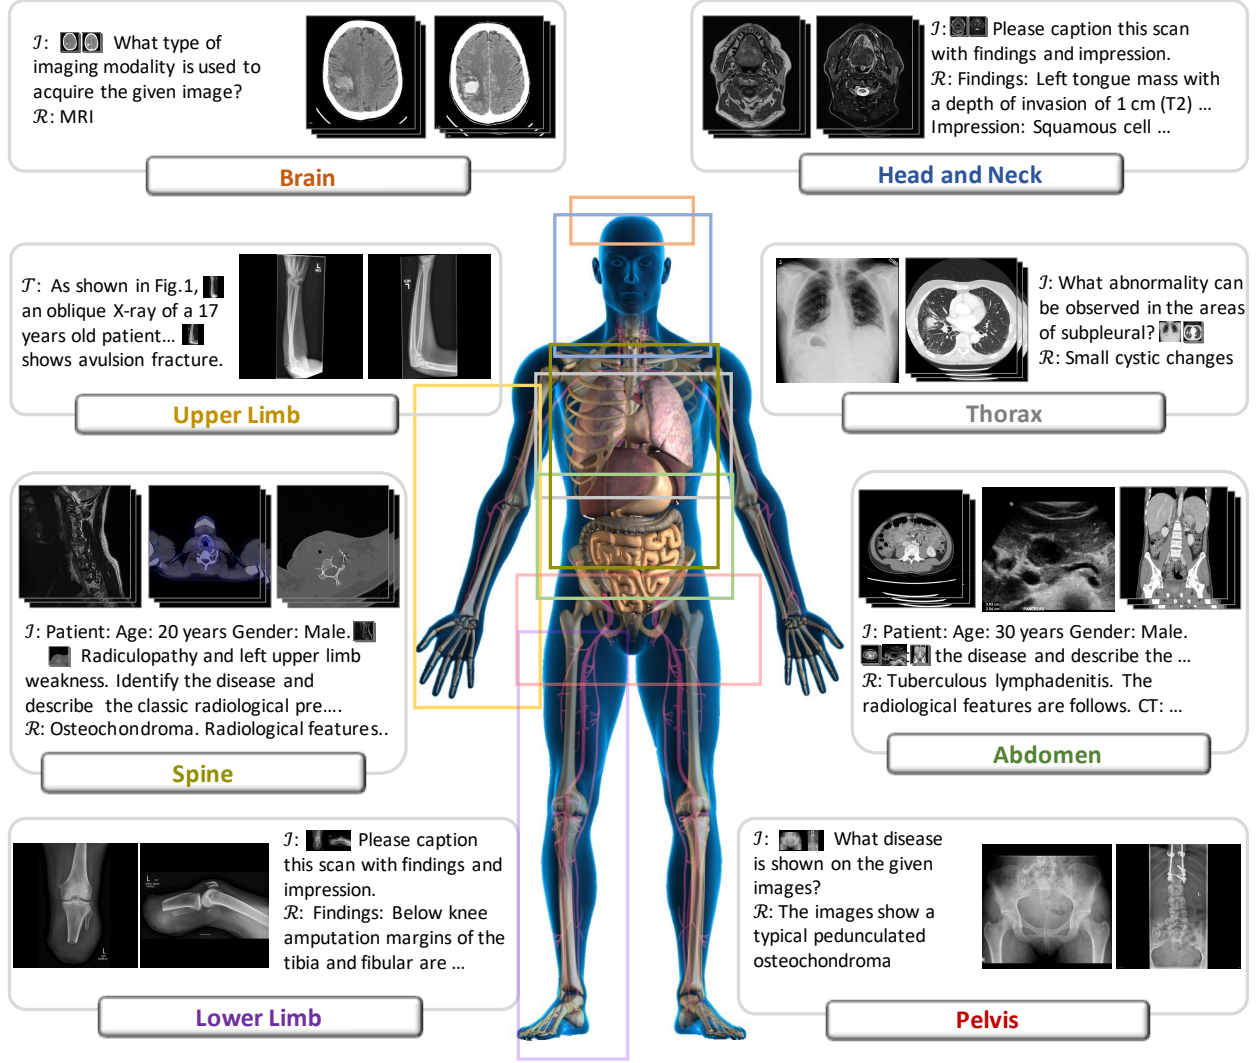 I: What type of
imaging modality is used to
acquire the given image?
R: MRI
Brain
I: Please caption this scan
with findings and impression.
R: Findings: Left tongue mass with
a depth of invasion of 1 cm (T2) ...
Impression: Squamous cell ...
Head and Neck
T: As shown in Fig.1,
an oblique X-ray of a 17
years old patient...
shows avulsion fracture.
L
Upper Limb
I: What abnormality can
be observed in the areas
of subpleural?
R: Small cystic changes
Thorax
I: Patient: Age: 20 years Gender: Male.
Radiculopathy and left upper limb
weakness. Identify the disease and
describe the classic radiological pre....
R: Osteochondroma. Radiological features..
Spine
PANCREAS
I: Patient: Age: 30 years Gender: Male.
the disease and describe the ...
R: Tuberculous lymphadenitis. The
radiological features are follows. CT: ...
Abdomen
L
L
I: Please caption
this scan with findings and
impression.
R: Findings: Below knee
amputation margins of the
tibia and fibular are ...
Lower Limb
I: What disease
is shown on the given
images?
R: The images show a
typical pedunculated
osteochondroma
L
Pelvis